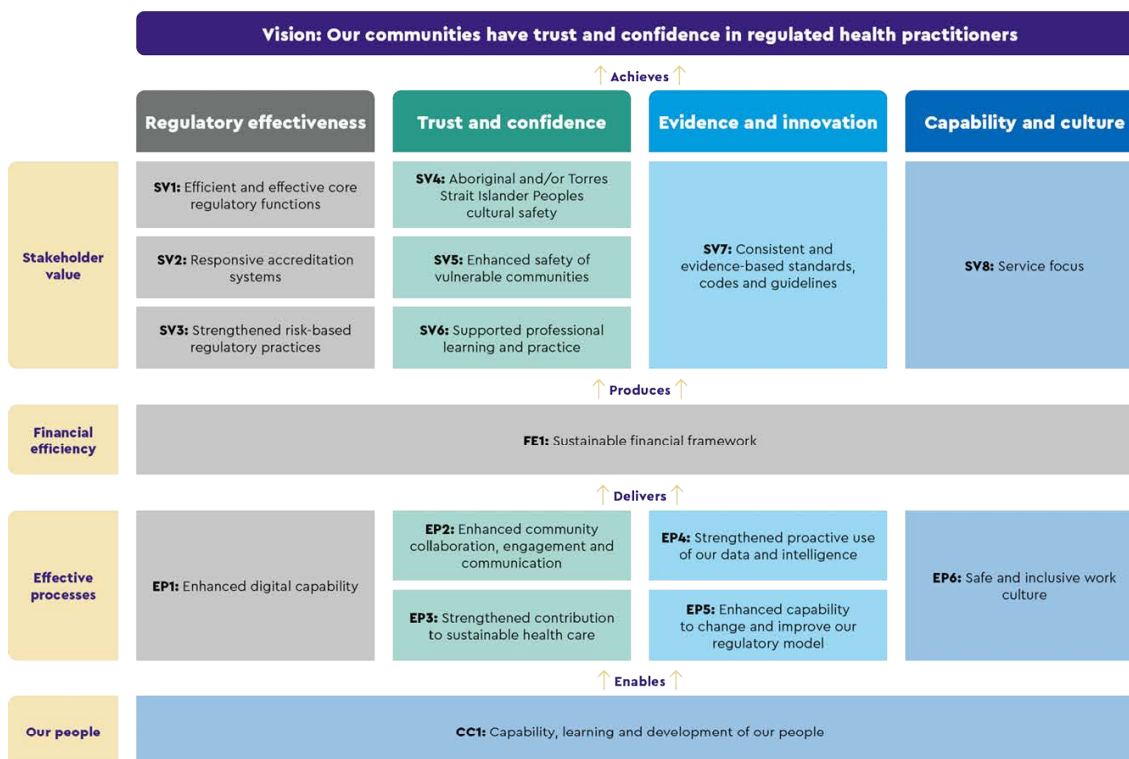 Vision: Our communities have trust and confidence in regulated health practitioners
↑ Achieves ↑
Regulatory effectiveness
Trust and confidence
Evidence and innovation
Capability and culture
Stakeholder
value
SV1: Efficient and effective core
regulatory functions
SV2: Responsive accreditation
systems
SV3: Strengthened risk-based
regulatory practices
SV4: Aboriginal and/or Torres
Strait Islander Peoples
cultural safety
SV5: Enhanced safety of
vulnerable communities
SV6: Supported professional
learning and practice
SV7: Consistent and
evidence-based standards,
codes and guidelines
SV8: Service focus
↑ Produces ↑
Financial
efficiency
FE1: Sustainable financial framework
↑ Delivers ↑
Effective
processes
EP1: Enhanced digital capability
EP2: Enhanced community
collaboration, engagement and
communication
EP3: Strengthened contribution
to sustainable health care
EP4: Strengthened proactive use
of our data and intelligence
EP5: Enhanced capability
to change and improve our
regulatory model
EP6: Safe and inclusive work
culture
↑ Enables ↑
Our people
CC1: Capability, learning and development of our people